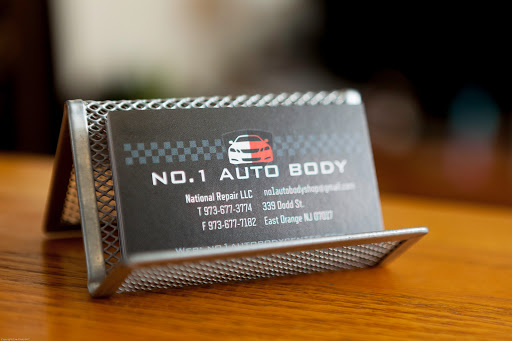 NO.1 AUTO BODY
National Repair LLC no1autobodyshop@gmail.com
T 973-677-3774 339 Dodd St.
F 973-677-7182 East Orange NJ 07017